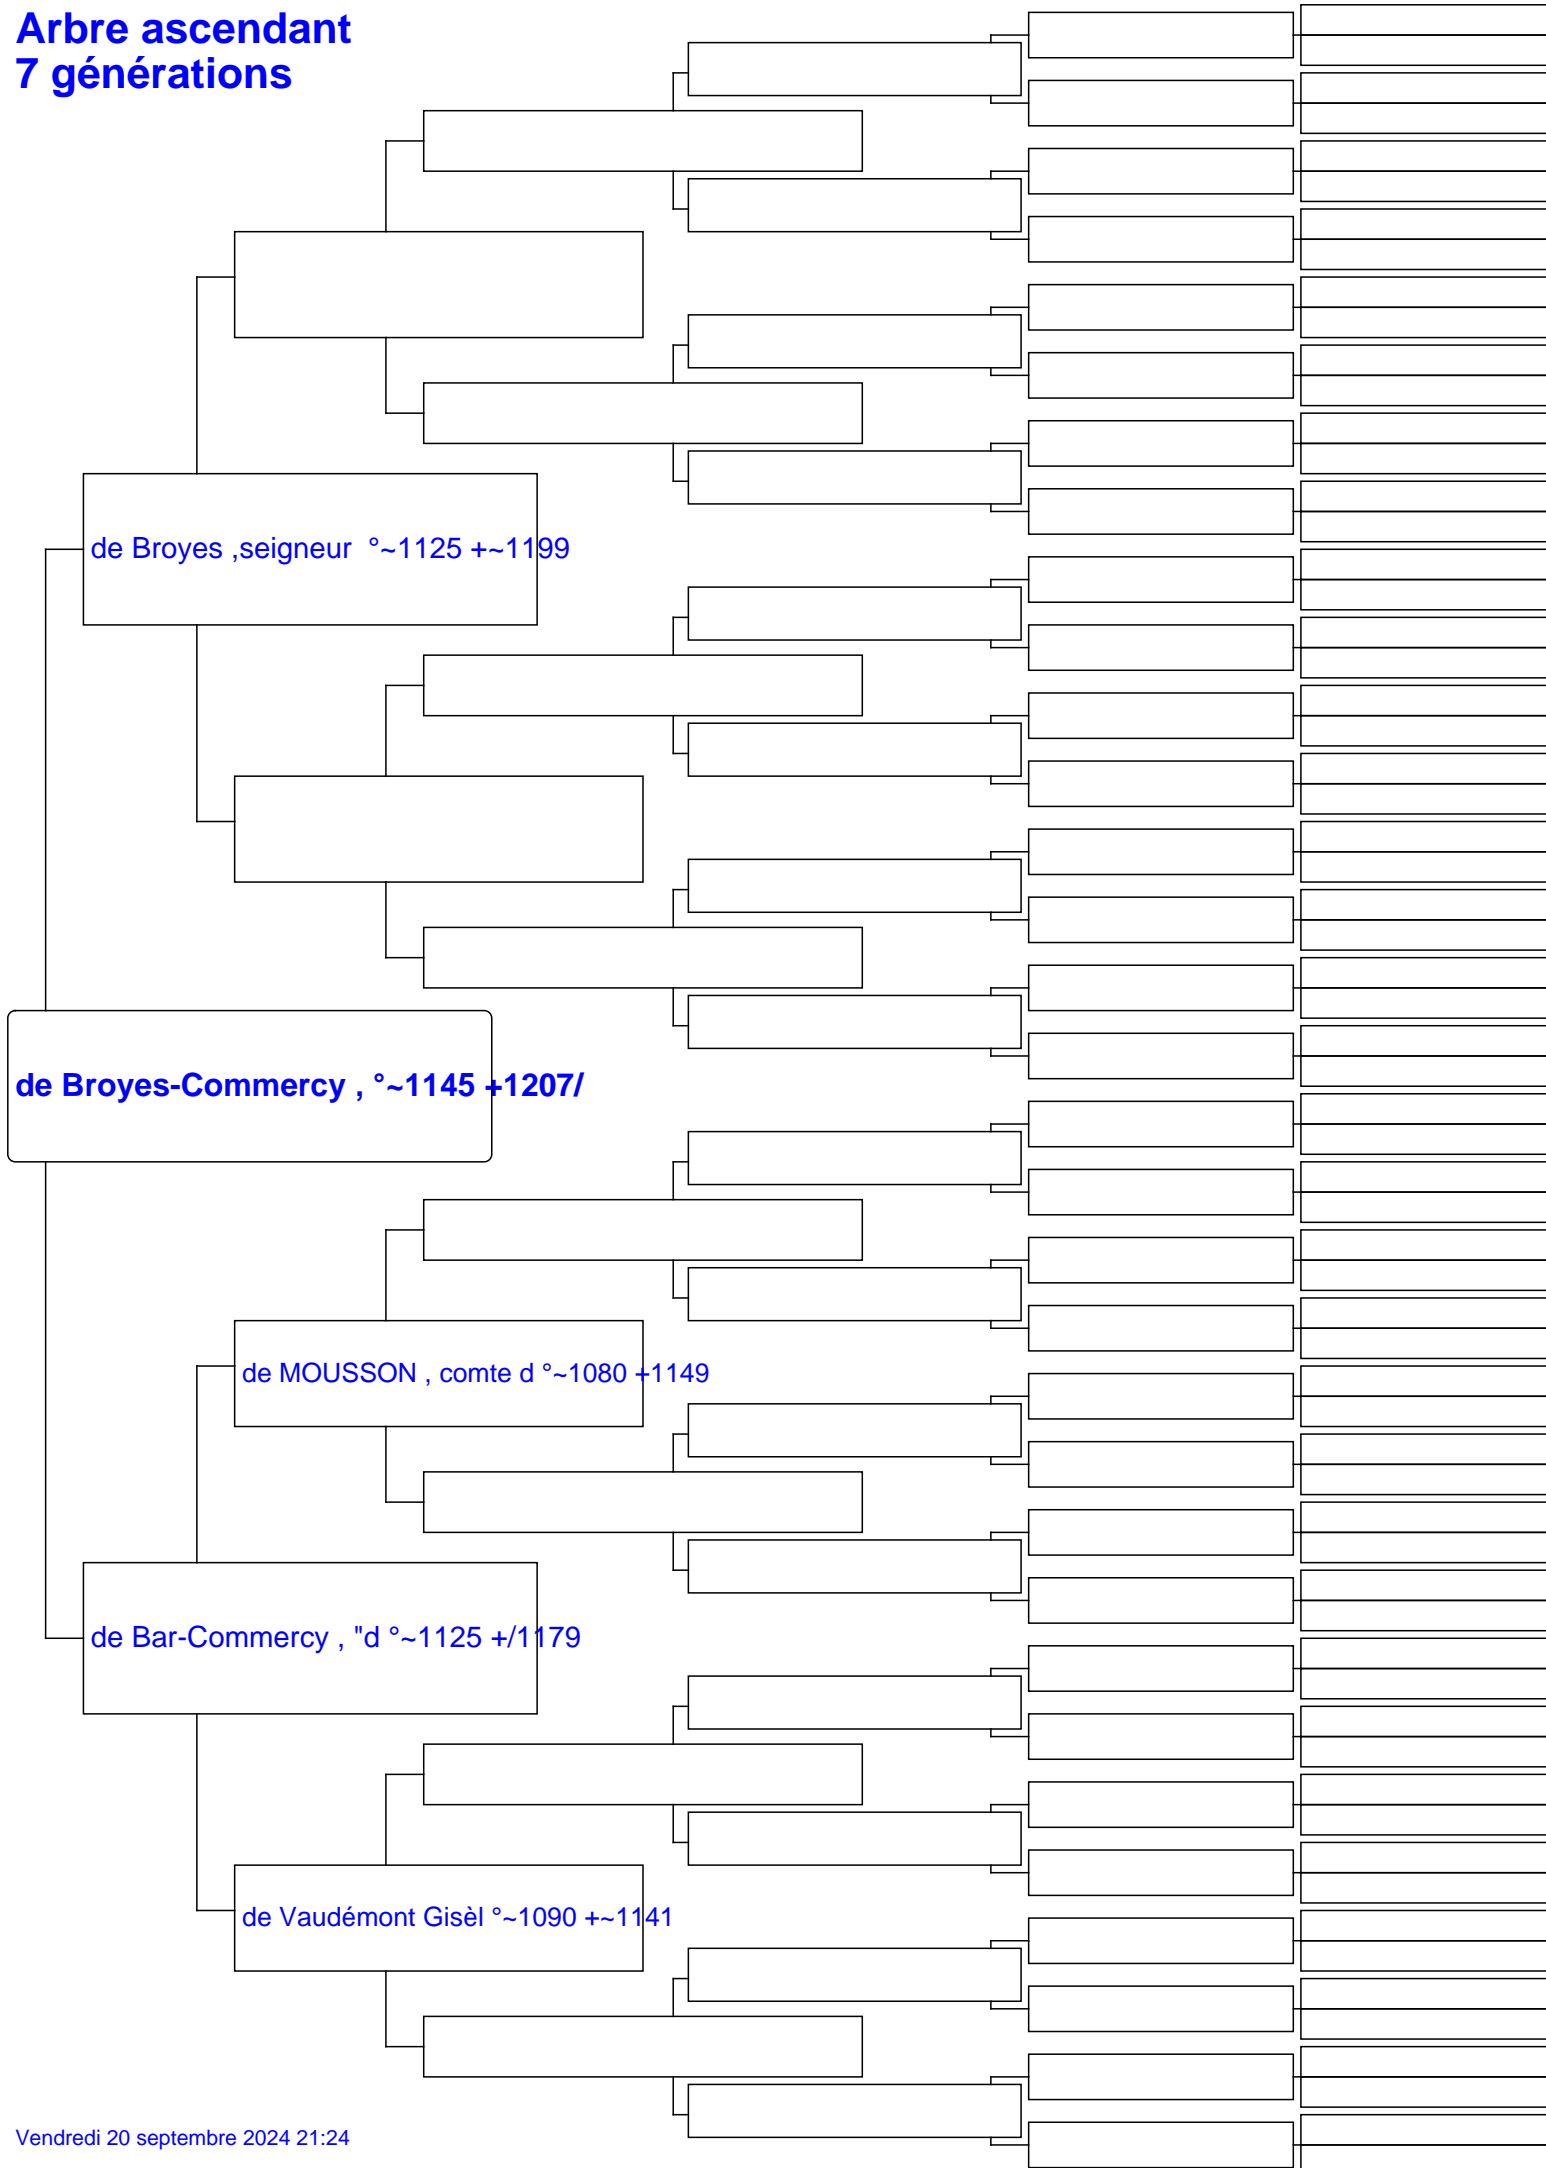 Arbre ascendant
7 générations
de Broyes ,seigneur  °~1125 +~1199
de Broyes-Commercy , °~1145 +1207/
de MOUSSON , comte d °~1080 +1149
de Bar-Commercy , "d °~1125 +/1179
de Vaudémont Gisèl °~1090 +~1141
Vendredi 20 septembre 2024 21:24